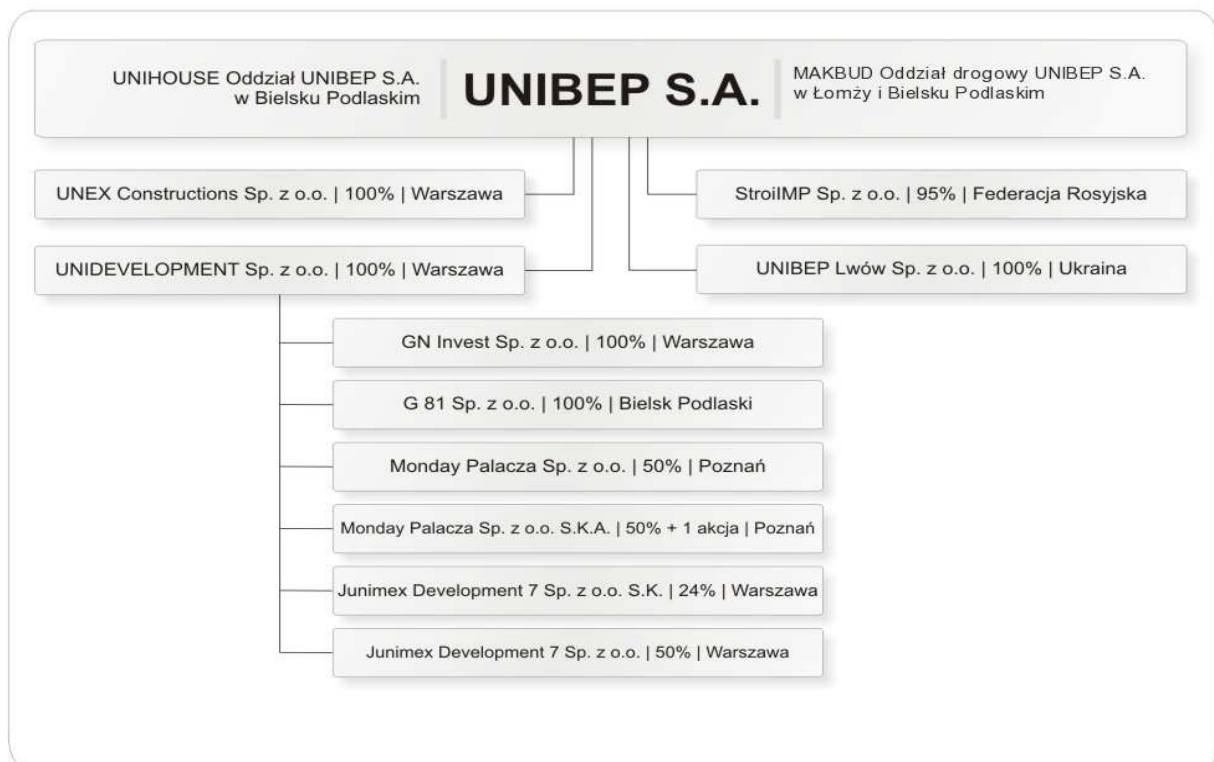 UNIHOUSE Oddział UNIBEP S.A.
w Bielsku Podlaskim
UNIBEP S.A.
MAKBUD Oddział drogowy UNIBEP S.A.
w Łomży i Bielsku Podlaskim
UNEX Constructions Sp. z o.o. | 100% | Warszawa
StroiIMP Sp. z o.o. | 95% | Federacja Rosyjska
UNIDEVELOPMENT Sp. z o.o. | 100% | Warszawa
UNIBEP Lwów Sp. z o.o. | 100% | Ukraina
GN Invest Sp. z o.o. | 100% | Warszawa
G 81 Sp. z o.o. | 100% | Bielsk Podlaski
Monday Palacza Sp. z o.o. | 50% | Poznań
Monday Palacza Sp. z o.o. S.K.A. | 50% + 1 akcja | Poznań
Junimex Development 7 Sp. z o.o. S.K. | 24% | Warszawa
Junimex Development 7 Sp. z o.o. | 50% | Warszawa